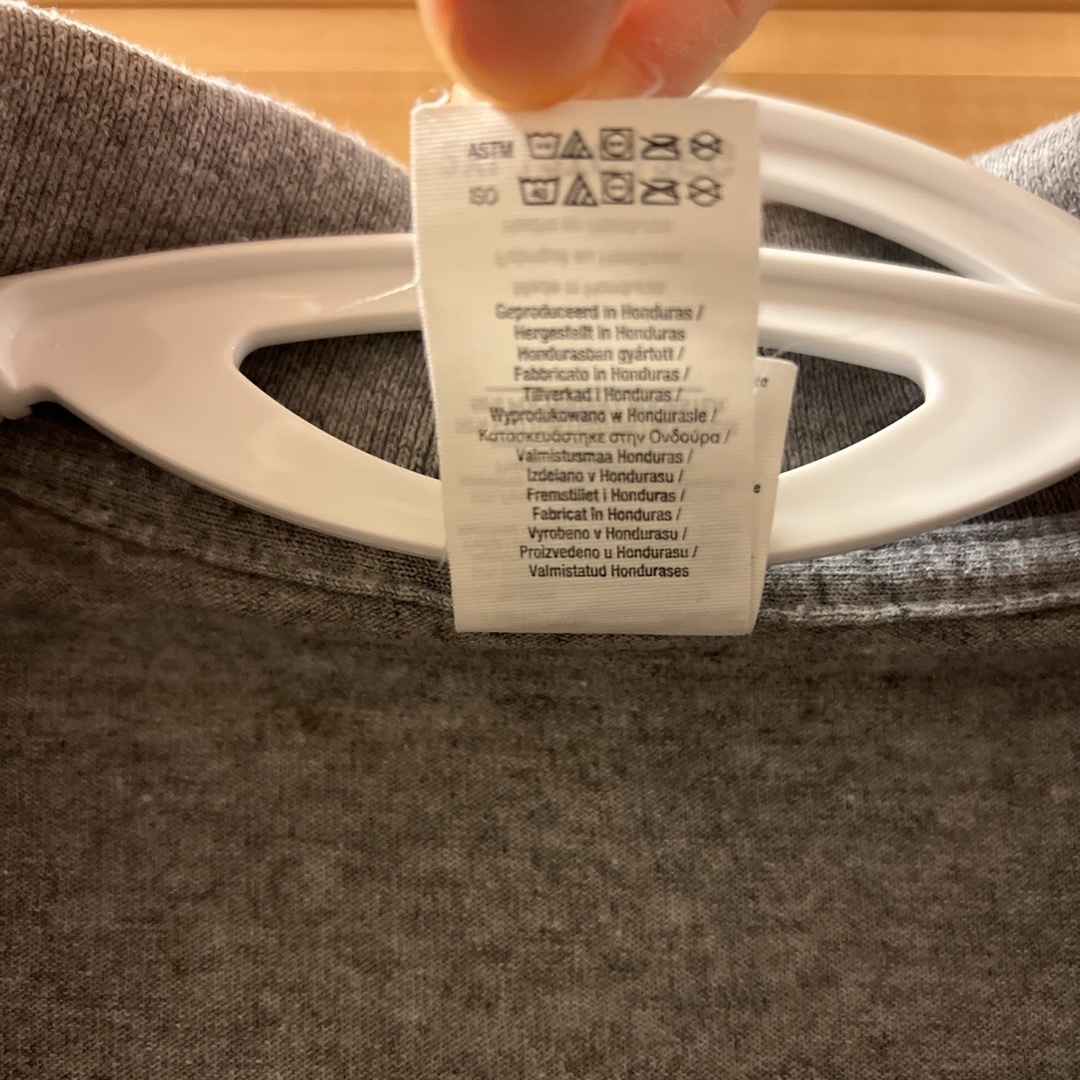 ASTM
ISO 40
Geproduceerd in Honduras /
Hergestellt in Honduras
Hondurasban gyártott /
Fabbricato in Honduras /
Tillverkad i Honduras /
Wyprodukowano w Hondurasie /
Κατασκευάστηκε στην Ονδούρα /
Valmistusmaa Honduras /
Izdelano v Hondurasu /
Fremstillet i Honduras /
Fabricat în Honduras /
Vyrobeno v Hondurasu /
Proizvedeno u Hondurasu /
Valmistatud Hondurases